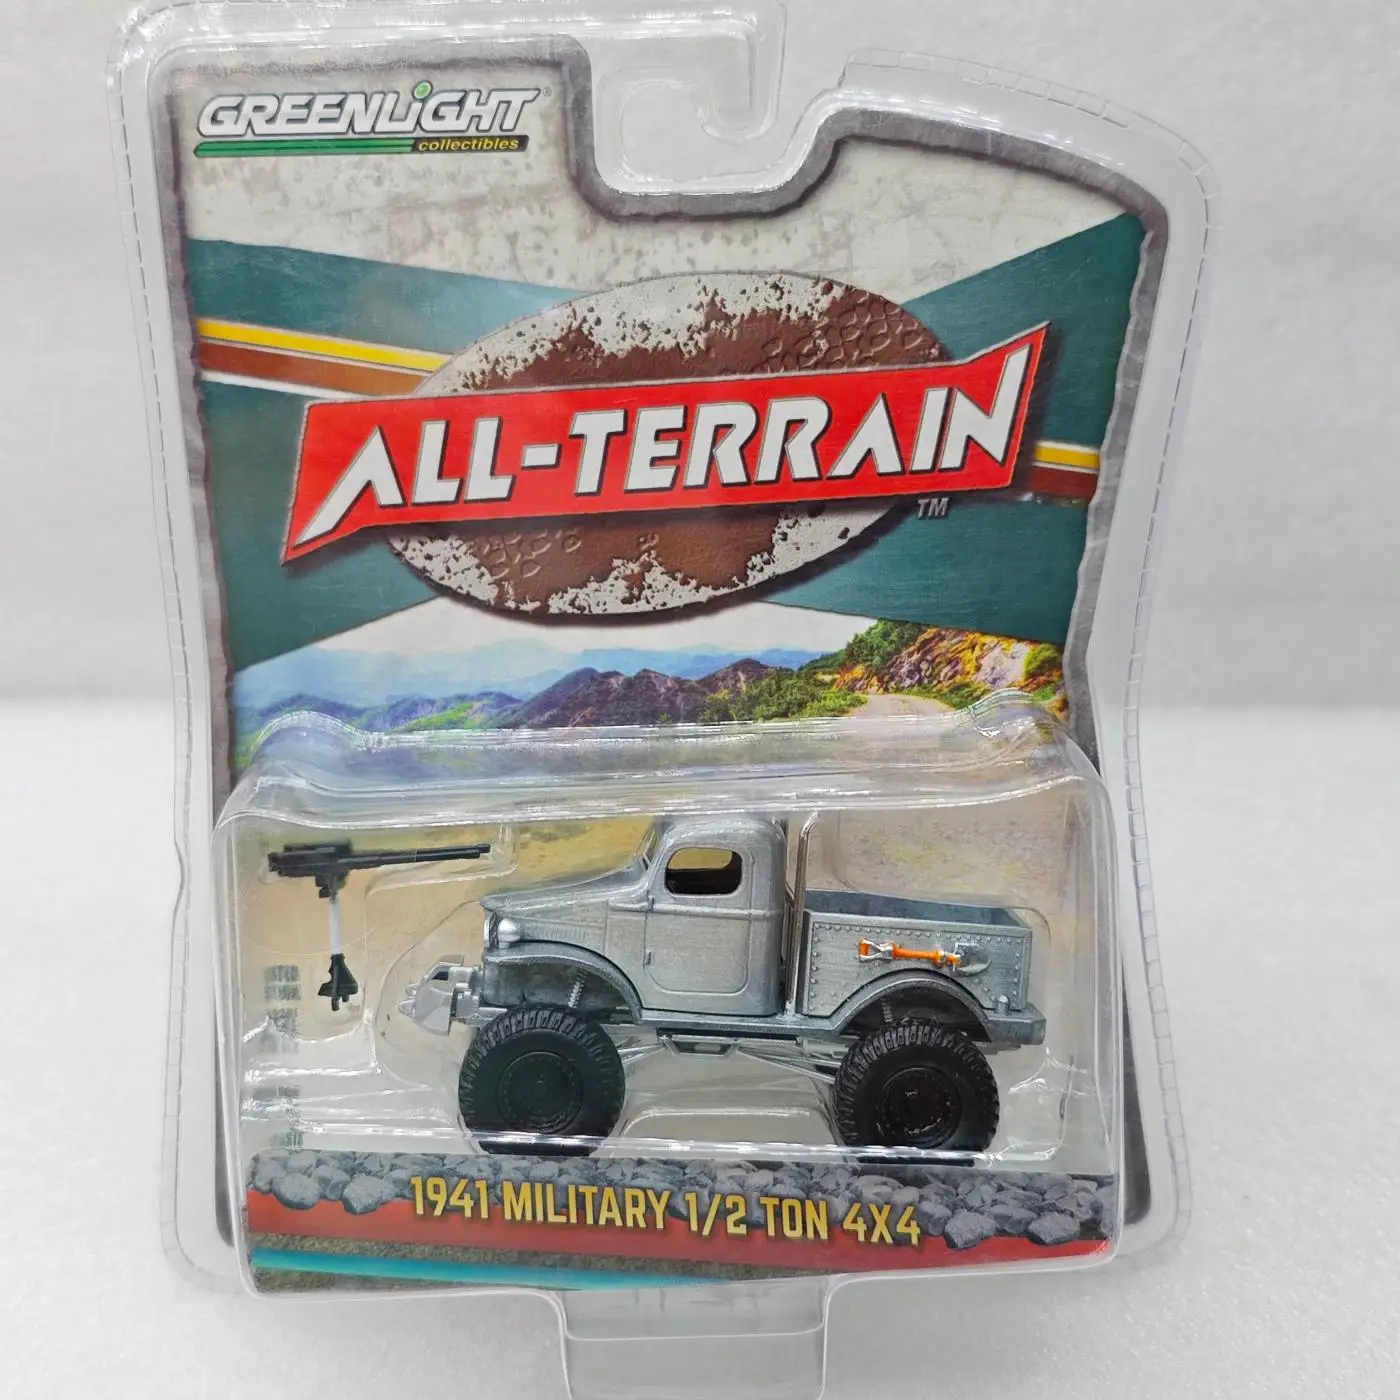 GREENLiGHT®
collectibles
ALL-TERRAIN
TM
1941 MILITARY 1/2 TON 4X4